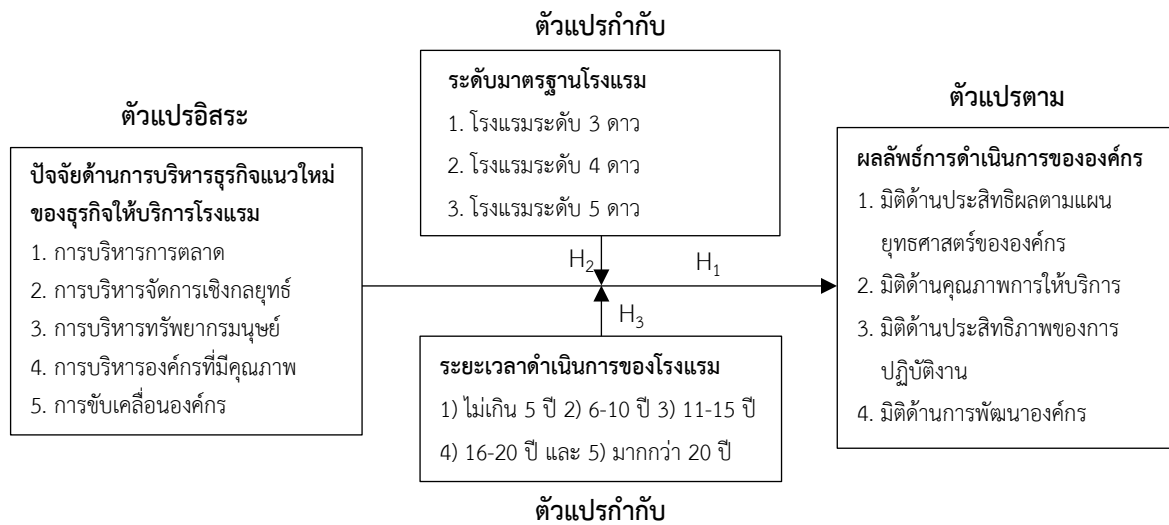 ตัวแปรกำกับ
ระดับมาตรฐานโรงแรม
1. โรงแรมระดับ 3 ดาว
2. โรงแรมระดับ 4 ดาว
3. โรงแรมระดับ 5 ดาว
ตัวแปรอิสระ
ปัจจัยด้านการบริหารธุรกิจแนวใหม่
ของธุรกิจให้บริการโรงแรม
1. การบริหารการตลาด
2. การบริหารจัดการเชิงกลยุทธ์
3. การบริหารทรัพยากรมนุษย์
4. การบริหารองค์กรที่มีคุณภาพ
5. การขับเคลื่อนองค์กร
H2
H1
H3
ระยะเวลาดำเนินการของโรงแรม
1) ไม่เกิน 5 ปี 2) 6-10 ปี 3) 11-15 ปี
4) 16-20 ปี และ 5) มากกว่า 20 ปี
ตัวแปรกำกับ
ตัวแปรตาม
ผลลัพธ์การดำเนินการขององค์กร
1. มิติด้านประสิทธิผลตามแผน
ยุทธศาสตร์ขององค์กร
2. มิติด้านคุณภาพการให้บริการ
3. มิติด้านประสิทธิภาพของการ
ปฏิบัติงาน
4. มิติด้านการพัฒนาองค์กร